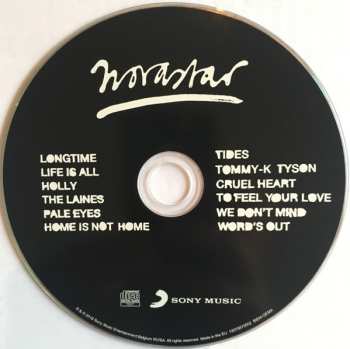 novastar
LONGTIME
LIFE IS ALL
HOLLY
THE LAINES
PALE EYES
HOME IS NOT HOME
TIDES
TOMMY-K TYSON
CRUEL HEART
TO FEEL YOUR LOVE
WE DON'T MIND
WORD'S OUT
SONY MUSIC